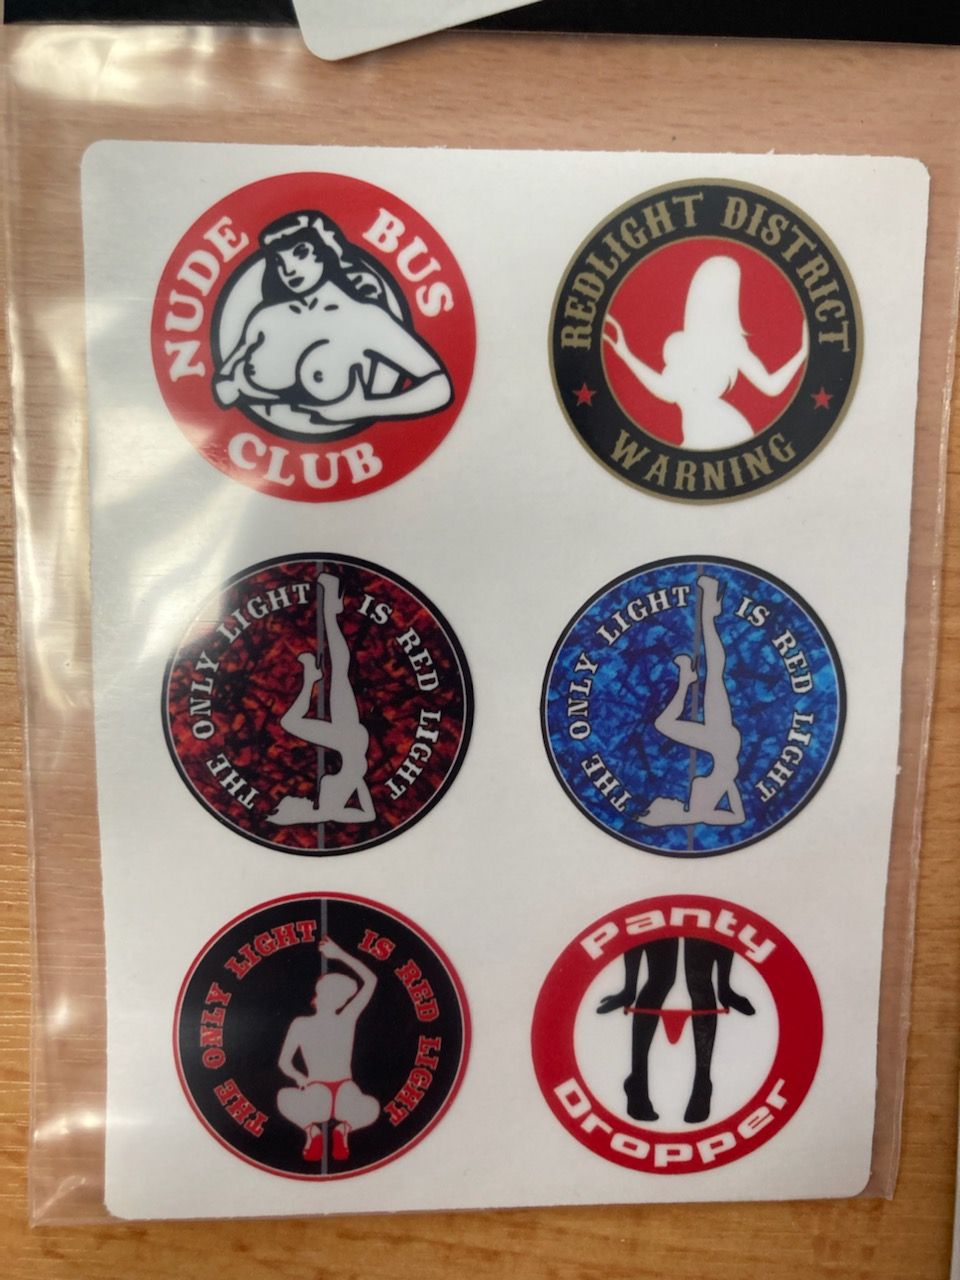 NUDE BUS
CLUB
REDLIGHT DISTRICT
WARNING
THE ONLY LIGHT IS RED LIGHT
THE ONLY LIGHT IS RED LIGHT
THE ONLY LIGHT IS RED LIGHT
Panty
Dropper